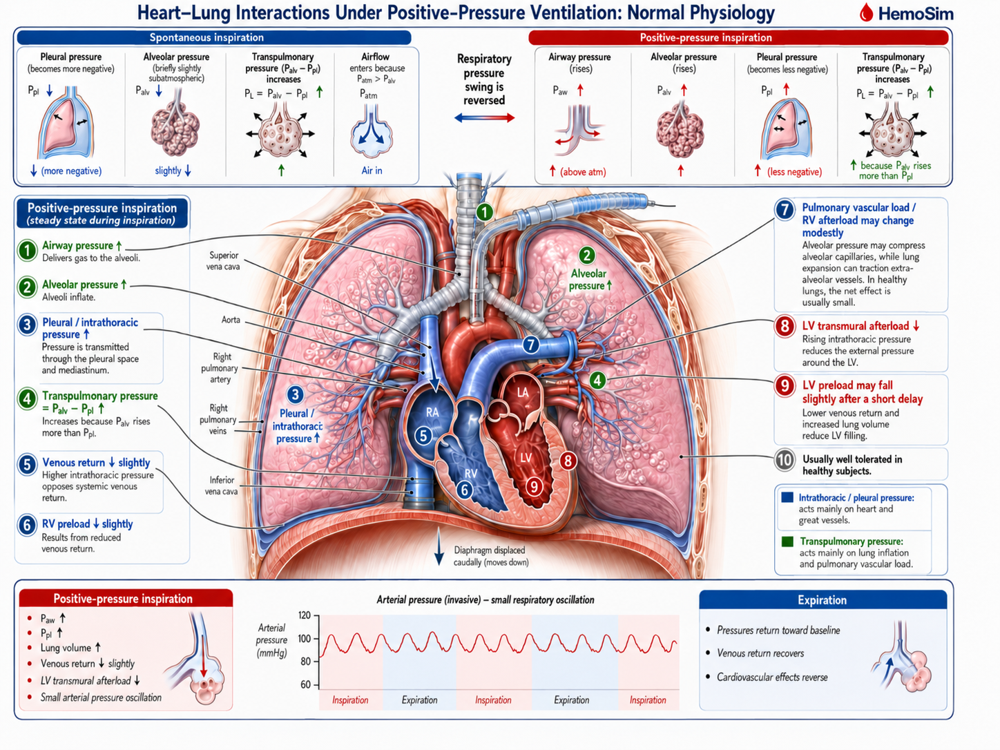 Heart–Lung Interactions Under Positive-Pressure Ventilation: Normal Physiology
HemoSim
Spontaneous inspiration
Pleural pressure
(becomes more negative)
Ppl ↓
↓ (more negative)
Alveolar pressure
(briefly slightly
subatmospheric)
Palv ↓
slightly ↓
Transpulmonary
pressure (Palv – Ppl)
increases
PL = Palv – Ppl ↑
↑
Airflow
enters because
Patm > Palv
Patm
Air in
Respiratory
pressure
swing is
reversed
Positive-pressure inspiration
Airway pressure
(rises)
Paw ↑
↑ (above atm)
Alveolar pressure
(rises)
Palv ↑
↑
Pleural pressure
(becomes less negative)
Ppl ↑
↑ (less negative)
Transpulmonary
pressure (Palv – Ppl)
increases
PL = Palv – Ppl ↑
↑ because Palv rises
more than Ppl
Positive-pressure inspiration
(steady state during inspiration)
1 Airway pressure ↑
Delivers gas to the alveoli.
2 Alveolar pressure ↑
Alveoli inflate.
3 Pleural / intrathoracic
pressure ↑
Pressure is transmitted
through the pleural space
and mediastinum.
4 Transpulmonary pressure
= Palv – Ppl ↑
Increases because Palv rises
more than Ppl.
5 Venous return ↓ slightly
Higher intrathoracic pressure
opposes systemic venous
return.
6 RV preload ↓ slightly
Results from reduced
venous return.
Superior
vena cava
Aorta
Right
pulmonary
artery
Right
pulmonary
veins
Inferior
vena cava
1
2
Alveolar
pressure ↑
3
Pleural /
intrathoracic
pressure ↑
7
4
LA
RA
5
LV
RV
6
8
9
Diaphragm displaced
caudally (moves down)
7 Pulmonary vascular load /
RV afterload may change
modestly
Alveolar pressure may compress
alveolar capillaries, while lung
expansion can traction extra-
alveolar vessels. In healthy
lungs, the net effect is
usually small.
8 LV transmural afterload ↓
Rising intrathoracic pressure
reduces the external pressure
around the LV.
9 LV preload may fall
slightly after a short delay
Lower venous return and
increased lung volume
reduce LV filling.
10 Usually well tolerated in
healthy subjects.
Intrathoracic / pleural pressure:
acts mainly on heart and
great vessels.
Transpulmonary pressure:
acts mainly on lung inflation
and pulmonary vascular load.
Positive-pressure inspiration
• Paw ↑
• Ppl ↑
• Lung volume ↑
• Venous return ↓ slightly
• LV transmural afterload ↓
• Small arterial pressure oscillation
Arterial pressure (invasive) – small respiratory oscillation
Arterial
pressure
(mmHg)
120
100
80
60
Inspiration
Expiration
Inspiration
Expiration
Inspiration
Expiration
• Pressures return toward baseline
• Venous return recovers
• Cardiovascular effects reverse